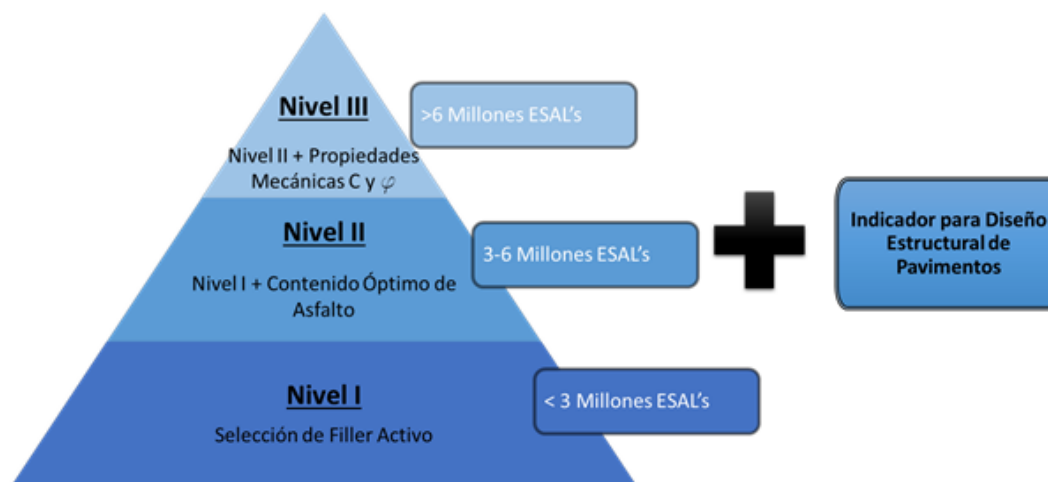 Nivel III
>6 Millones ESAL's
Nivel II + Propiedades
Mecánicas C y φ
Nivel II
3-6 Millones ESAL's
Nivel I + Contenido Óptimo de
Asfalto
Indicador para Diseño
Estructural de
Pavimentos
Nivel I
< 3 Millones ESAL's
Selección de Filler Activo